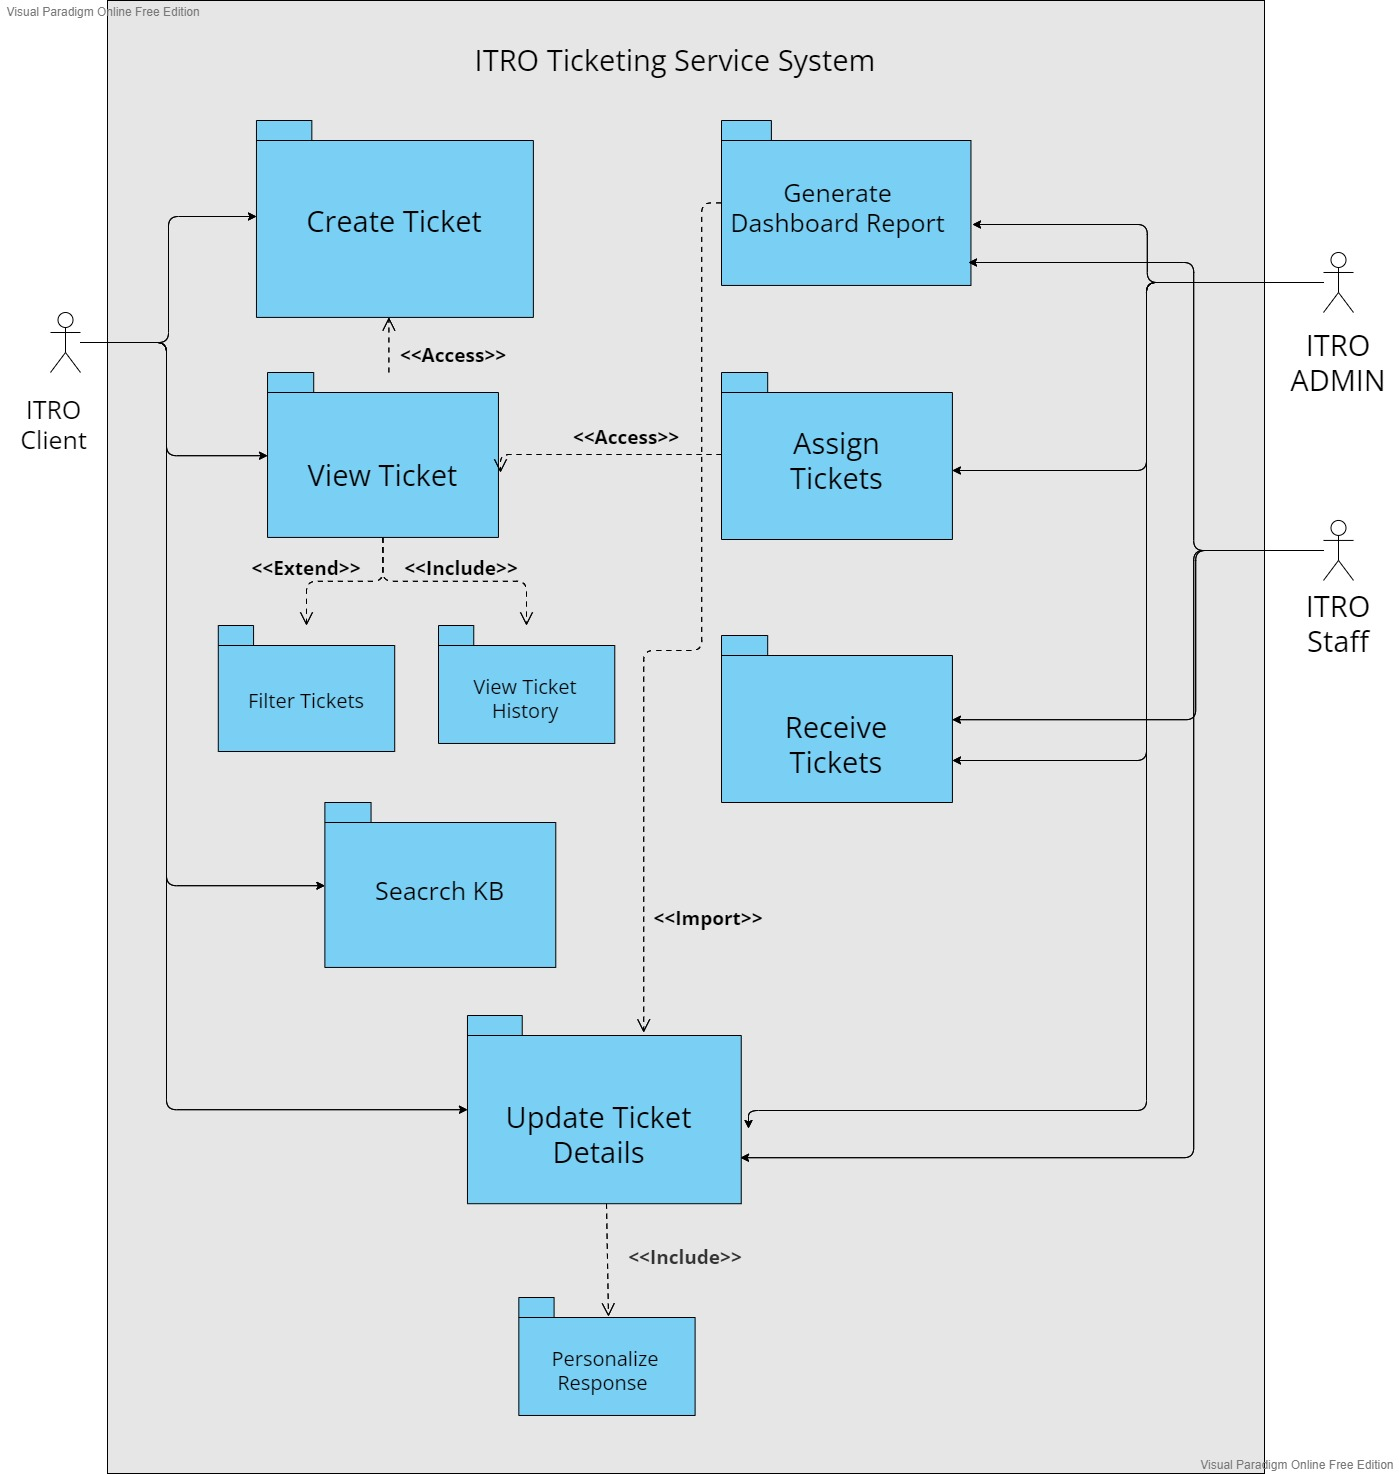 Visual Paradigm Online Free Edition
ITRO Ticketing Service System
Create Ticket
Generate
Dashboard Report
<<Access>>
ITRO
ADMIN
ITRO
Client
View Ticket
<<Access>>
Assign
Tickets
<<Extend>>
<<Include>>
ITRO
Staff
Filter Tickets
View Ticket
History
Receive
Tickets
Seacrch KB
<<Import>>
Update Ticket
Details
<<Include>>
Personalize
Response
Visual Paradigm Online Free Edition